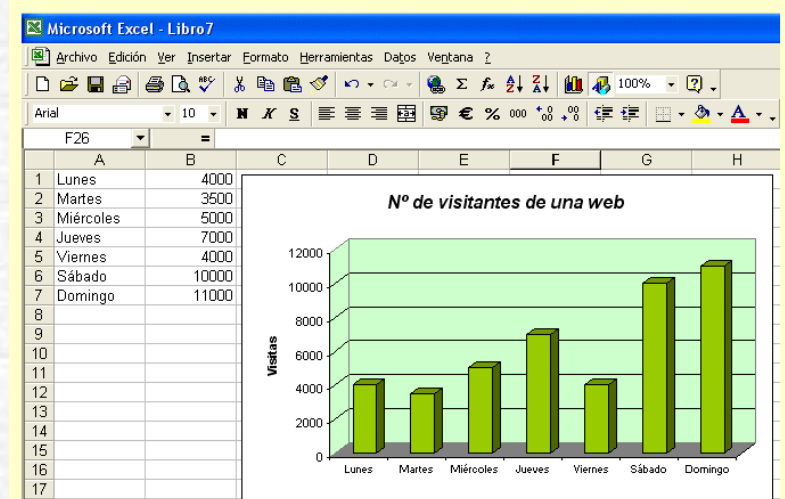 Microsoft Excel - Libro7
Archivo Edición Ver Insertar Formato Herramientas Datos Ventana ?
100%
Arial 10 N K S € % 000
F26 =
A B C D E F G H
1 Lunes 4000
2 Martes 3500
3 Miércoles 5000
4 Jueves 7000
5 Viernes 4000
6 Sábado 10000
7 Domingo 11000
8
9
10
11
12
13
14
15
16
17
Nº de visitantes de una web
12000
10000
8000
6000
4000
2000
0
Visitas
Lunes Martes Miércoles Jueves Viernes Sábado Domingo